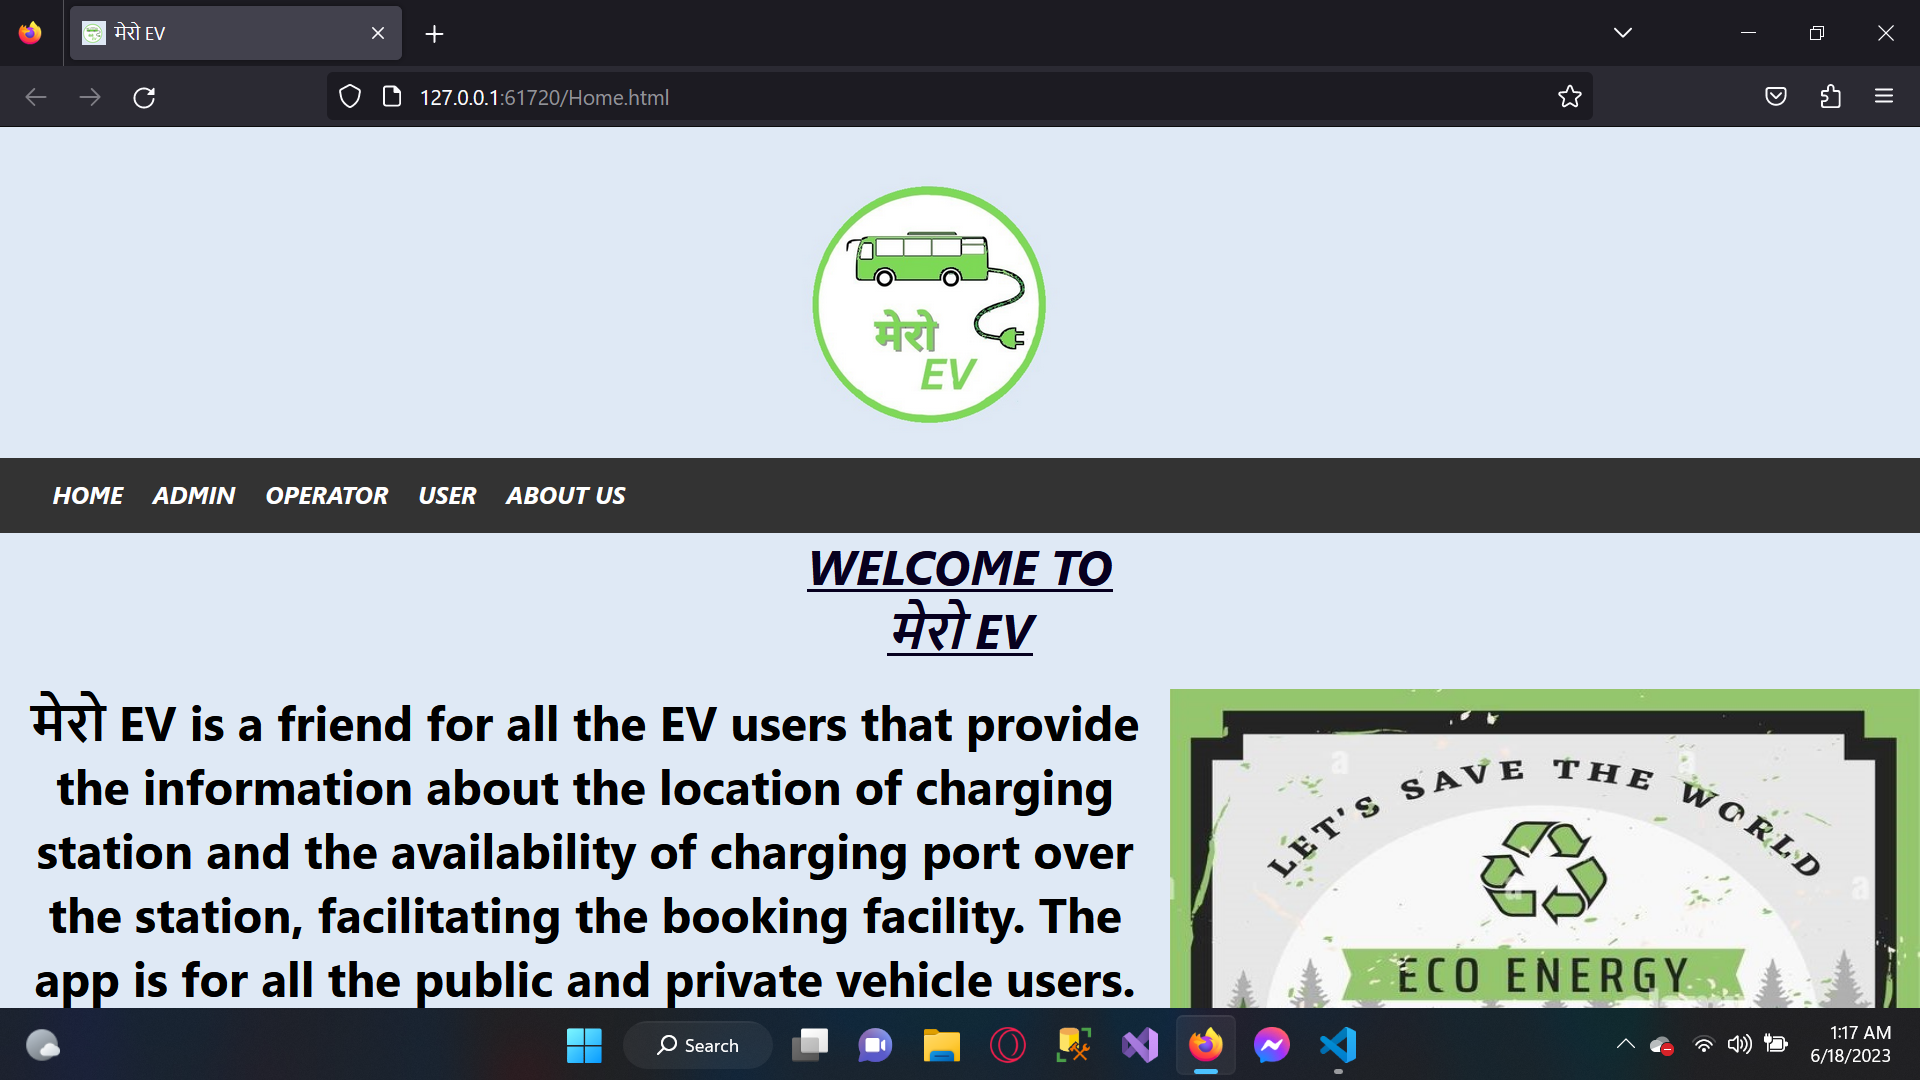 मेरो EV
127.0.0.1:61720/Home.html
मेरो
EV
HOME ADMIN OPERATOR USER ABOUT US
WELCOME TO
मेरो EV
मेरो EV is a friend for all the EV users that provide
the information about the location of charging
station and the availability of charging port over
the station, facilitating the booking facility. The
app is for all the public and private vehicle users.
LET'S SAVE THE WORLD
ECO ENERGY
Search
1:17 AM
6/18/2023